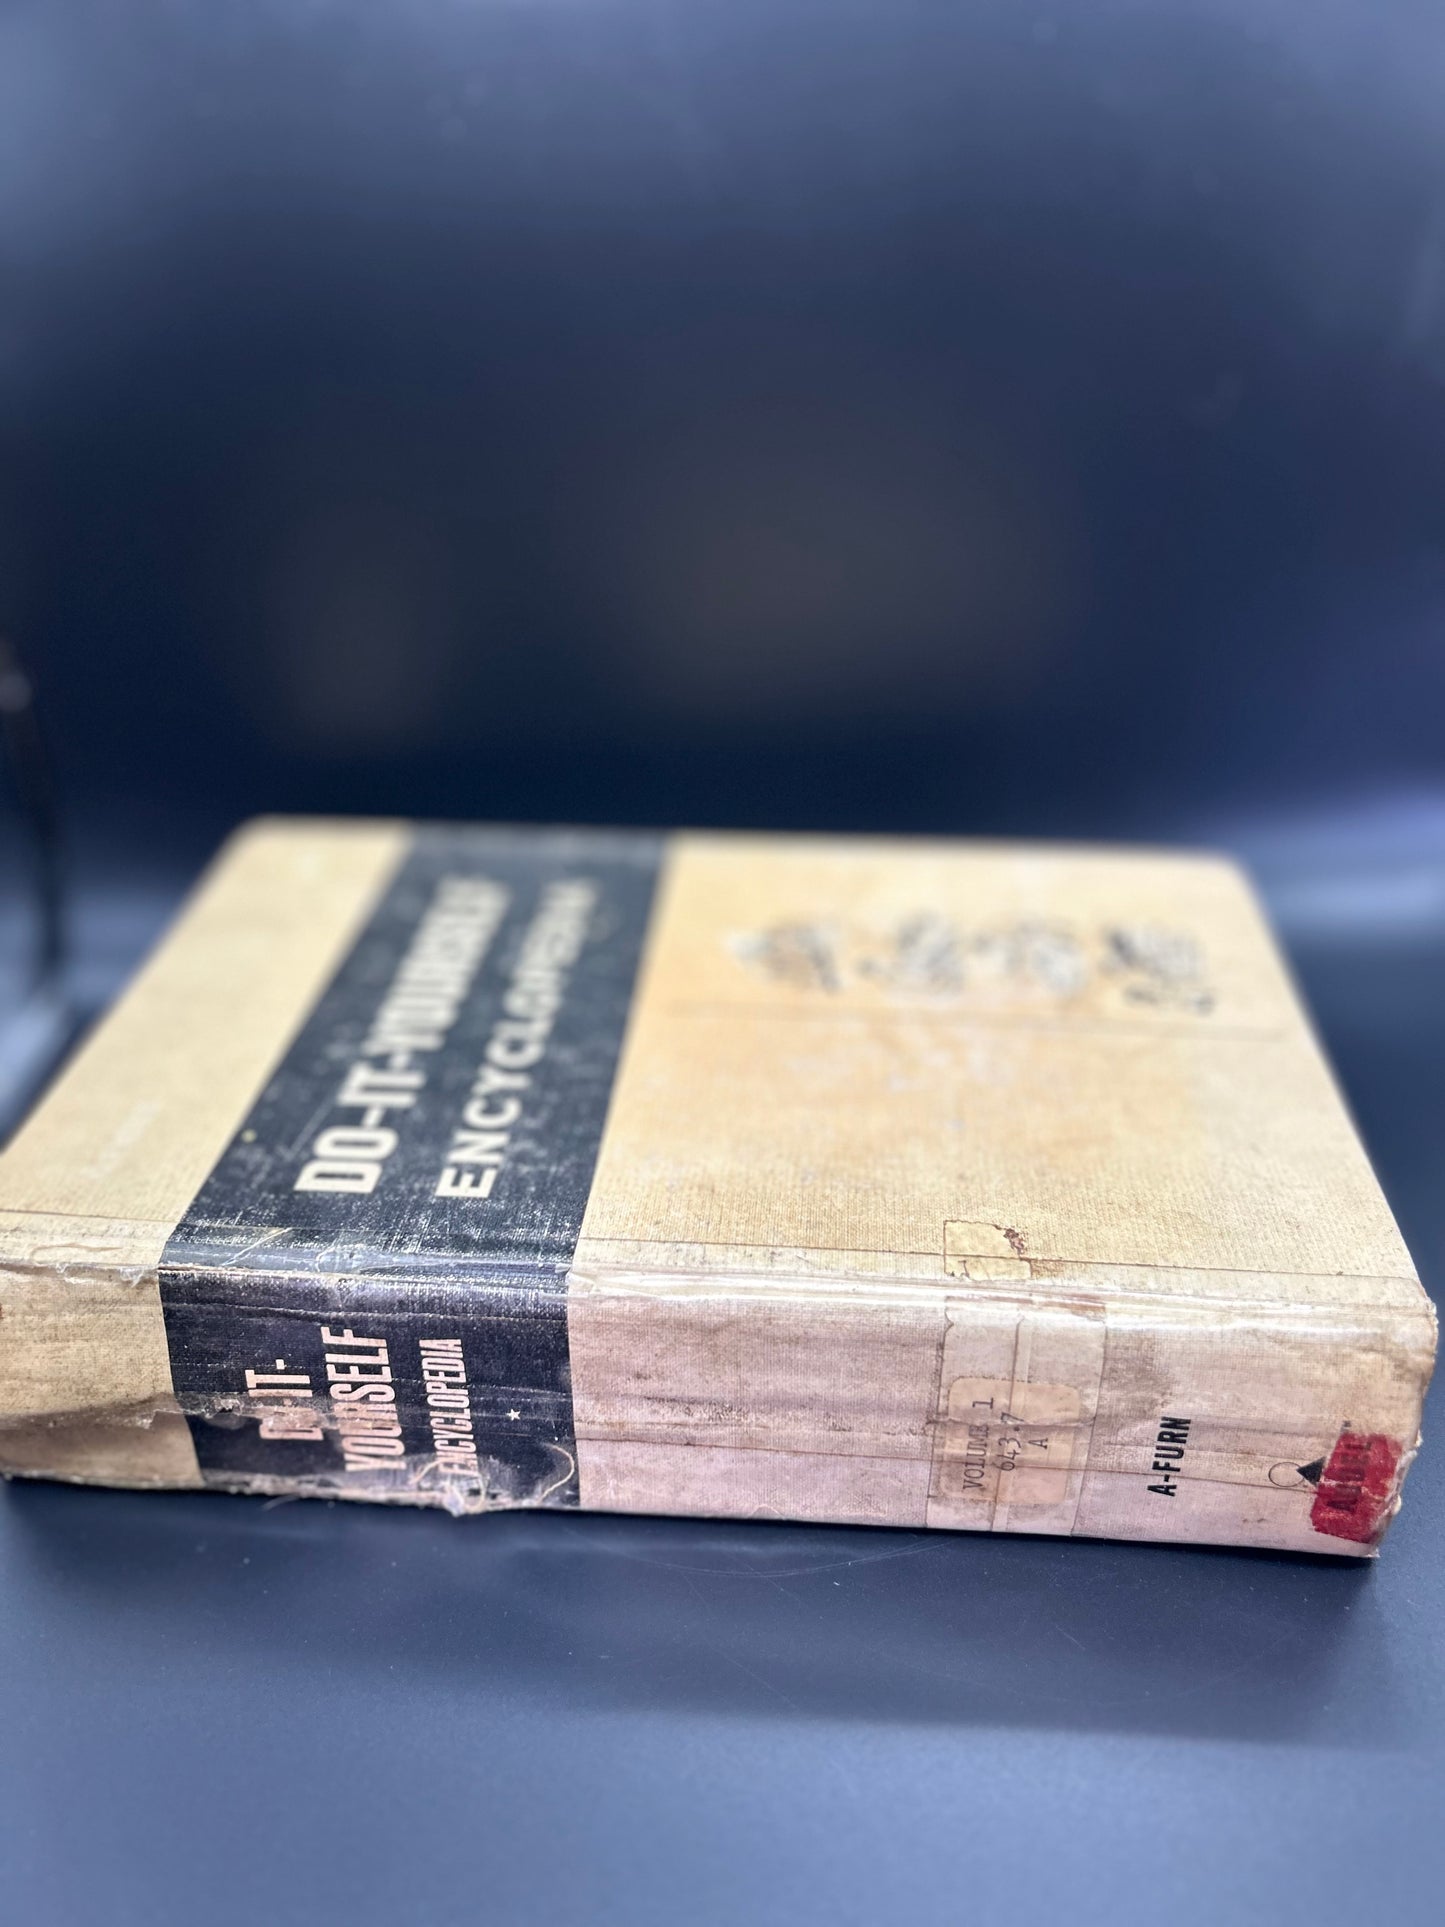 DO-IT-YOURSELF
ENCYCLOPEDIA
DO-IT-
YOURSELF
ENCYCLOPEDIA
VOLUME 1
643.7
A
A-FURN